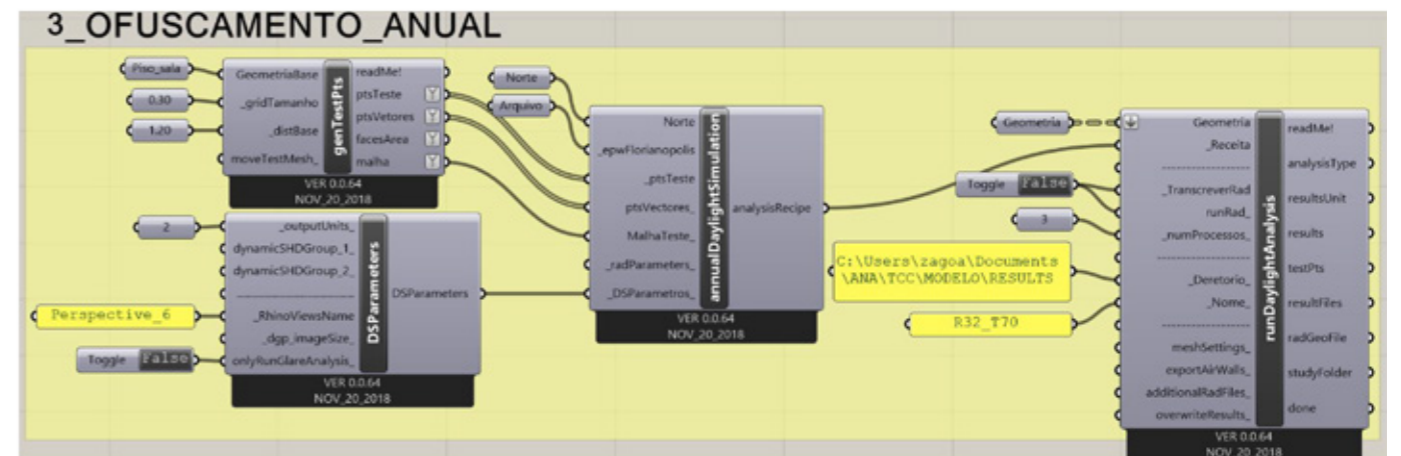 3_OFUSCAMENTO_ANUAL
Piso_sala
0.30
1.20
GeometriaBase
_gridTamanho
_distBase
moveTestMesh_
genTestPts
readMe!
ptsTeste
ptsVetores
facesArea
malha
VER 0.0.64
NOV_20_2018
2
Perspective_6
Toggle False
_outputUnits_
dynamicSHDGroup_1_
dynamicSHDGroup_2_
--------------------
_RhinoViewsName
_dgp_imageSize_
onlyRunGlareAnalysis_
DSParameters
DSParameters
VER 0.0.64
NOV_20_2018
Norte
Arquivo
Norte
_epwFlorianopolis
_ptsTeste
ptsVectores_
MalhaTeste_
_radParameters_
_DSParametros_
annualDaylightSimulation
analysisRecipe
VER 0.0.64
NOV_20_2018
Geometria
Toggle False
3
C:\Users\zagoa\Documents
\ANA\TCC\MODELO\RESULTS
R32_T70
Geometria
_Receita
----------------
_TranscreverRad
runRad_
_numProcessos_
----------------
_Deretorio_
_Nome_
----------------
meshSettings_
exportAirWalls_
additionalRadFiles_
overwriteResults_
runDaylightAnalysis
readMe!
analysisType
resultsUnit
results
testPts
resultFiles
radGeoFile
studyFolder
done
VER 0.0.64
NOV_20_2018